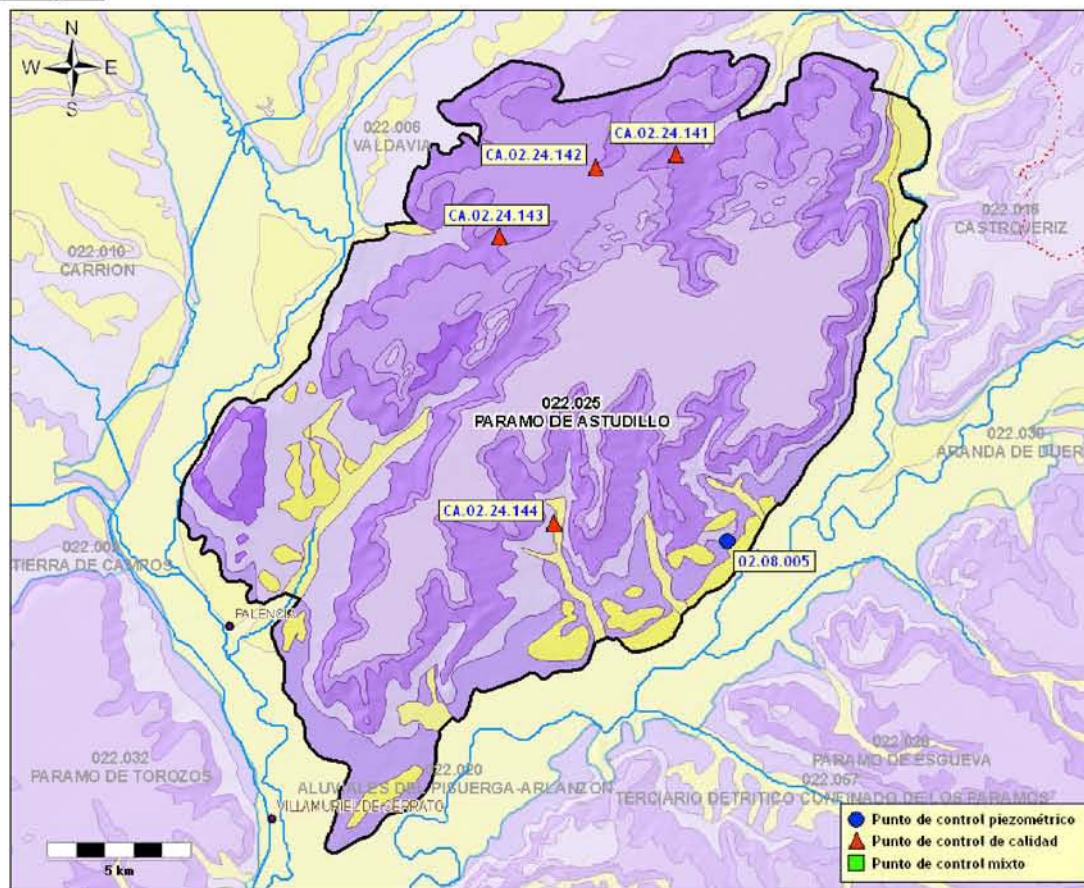 N
W E
S
022.006
VALDAVIA
CA.02.24.141
CA.02.24.142
CA.02.24.143
022.016
CASTROJERIZ
022.010
CARRION
022.025
PARAMO DE ASTUDILLO
022.030
ARANDA DE DUER
CA.02.24.144
02.08.005
022.009
TIERRA DE CAMPOS
PALENCIA
022.032
PARAMO DE TOROZOS
022.020
ALUVIALES DEL PISUERGA-ARLANZON
022.028
PARAMO DE ESGUEVA
022.067
TERCIARIO DETRITICO CONFINADO DE LOS PARAMOS
VILLAMURIEL DE CERRATO
5 km
Punto de control piezométrico
Punto de control de calidad
Punto de control mixto